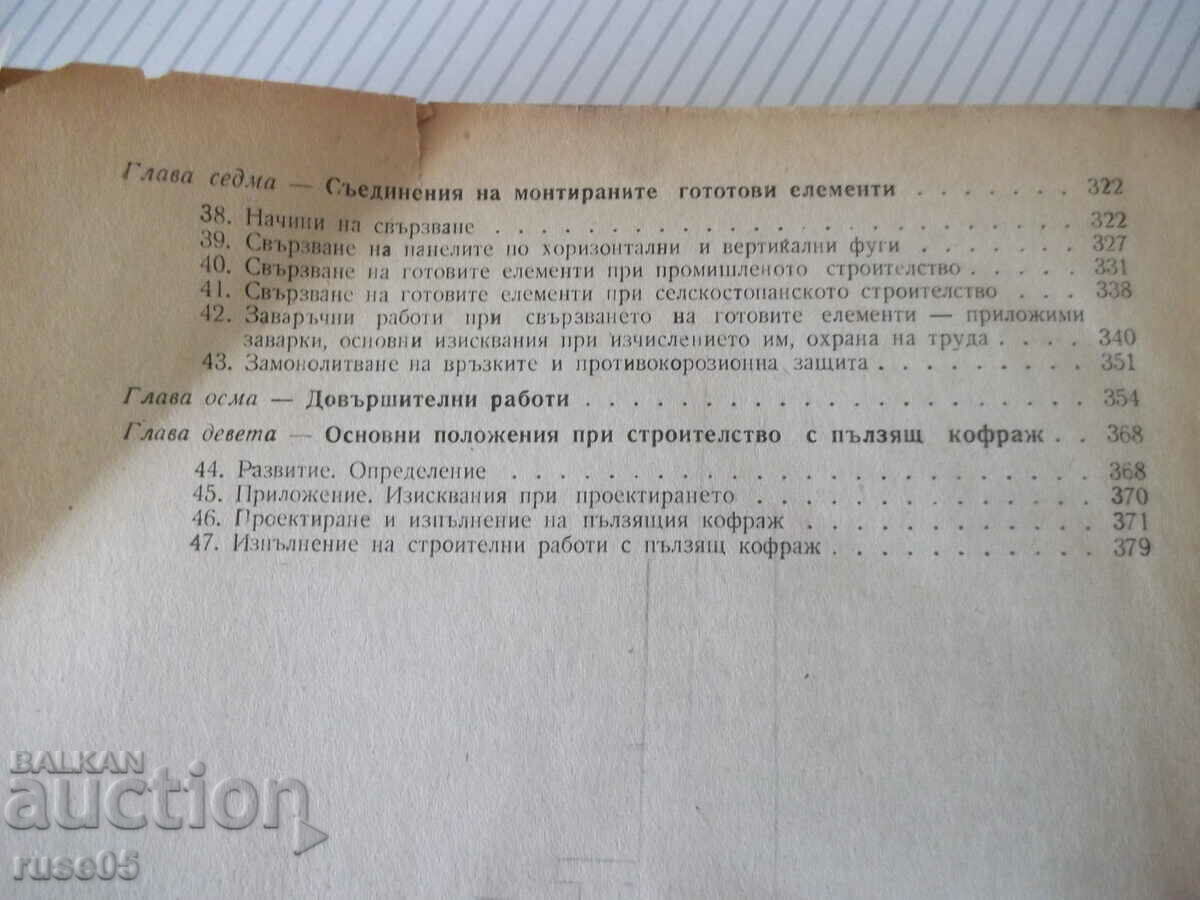 Глава седма — Съединения на монтираните гототови елементи . . . . . . . 322
38. Начини на свързване . . . . . . . . . . . . . . . . . . . . 322
39. Свързване на панелите по хоризонтални и вертикални фуги . . . . . . . 327
40. Свързване на готовите елементи при промишленото строителство . . . . . 331
41. Свързване на готовите елементи при селскостопанското строителство . . . 338
42. Заваръчни работи при свързването на готовите елементи — приложими
заварки, основни изисквания при изчислението им, охрана на труда . . . . 340
43. Замонолитване на връзките и противокорозионна защита . . . . . . . . . 351
Глава осма — Довършителни работи . . . . . . . . . . . . . . . . . . 354
Глава девета — Основни положения при строителство с пълзящ кофраж . . 368
44. Развитие. Определение . . . . . . . . . . . . . . . . . . . . 368
45. Приложение. Изисквания при проектирането . . . . . . . . . . . . 370
46. Проектиране и изпълнение на пълзящия кофраж . . . . . . . . . . . 371
47. Изпълнение на строителни работи с пълзящ кофраж . . . . . . . . . . 379
BALKAN
auction
ruse05